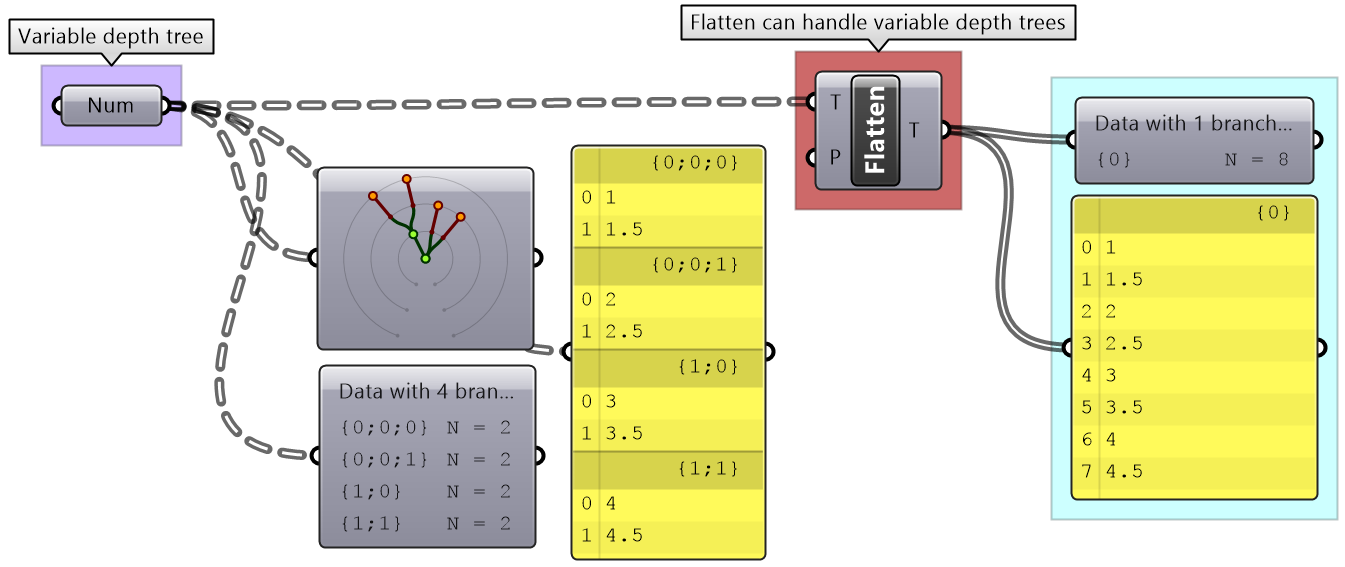 Variable depth tree
Num
Data with 4 bran...
{0;0;0} N = 2
{0;0;1} N = 2
{1;0} N = 2
{1;1} N = 2
{0;0;0}
0 1
1 1.5
{0;0;1}
0 2
1 2.5
{1;0}
0 3
1 3.5
{1;1}
0 4
1 4.5
Flatten can handle variable depth trees
T
P
Flatten
T
Data with 1 branch...
{0} N = 8
{0}
0 1
1 1.5
2 2
3 2.5
4 3
5 3.5
6 4
7 4.5